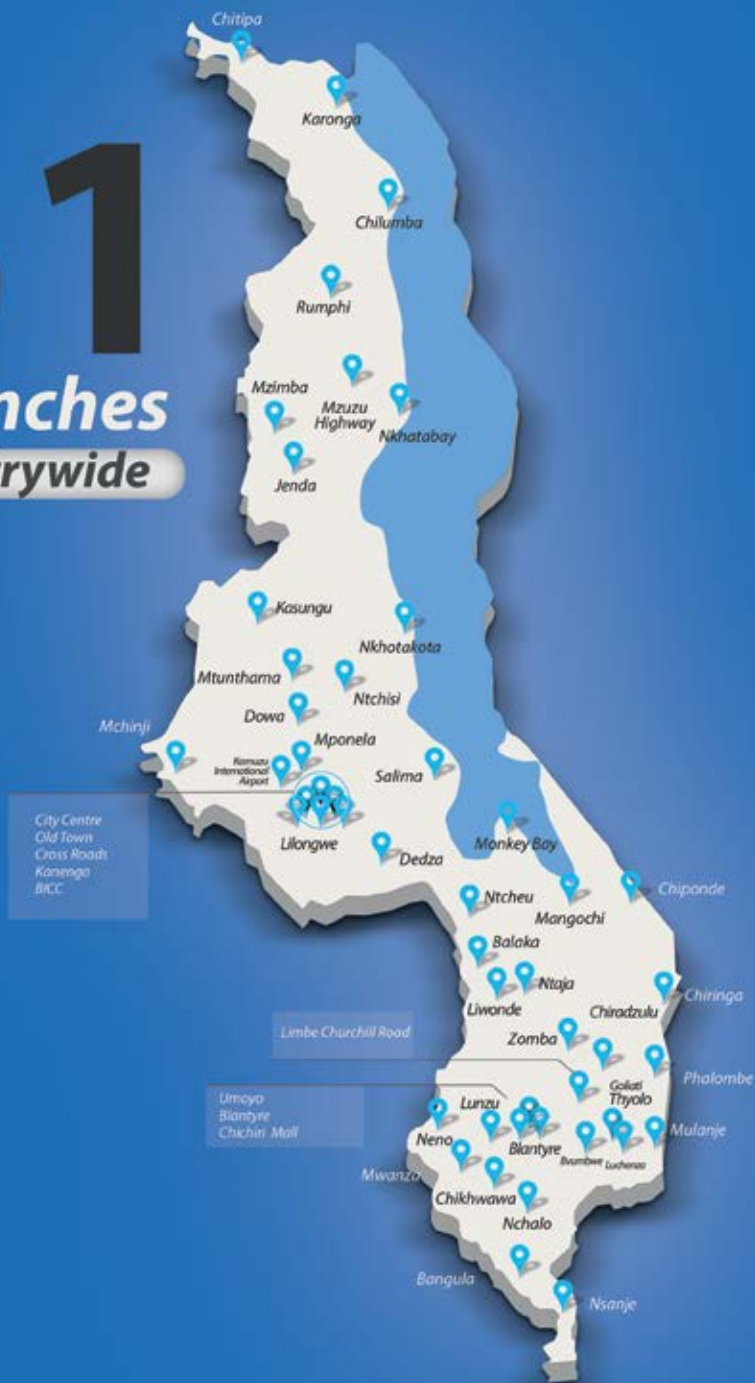 Chitipa
Karonga
1
Chilumba
Rumphi
nches
Mzimba
Mzuzu
Highway
Nkhatabay
rywide
Jenda
Kasungu
Nkhotakota
Mtunthama
Ntchisi
Dowa
Mchinji
Mponela
Kamuzu
International
Airport
Salima
City Centre
Old Town
Cross Roads
Kanengo
BICC
Lilongwe
Monkey Bay
Dedza
Ntcheu
Chiponde
Mangochi
Balaka
Ntaja
Liwonde
Chiradzulu
Chiringa
Limbe Churchill Road
Zomba
Phalombe
Goliati
Thyolo
Umoyo
Blantyre
Chichiri Mall
Lunzu
Neno
Blantyre
Bvumbwe
Luchenza
Mulanje
Mwanza
Chikhwawa
Nchalo
Bangula
Nsanje